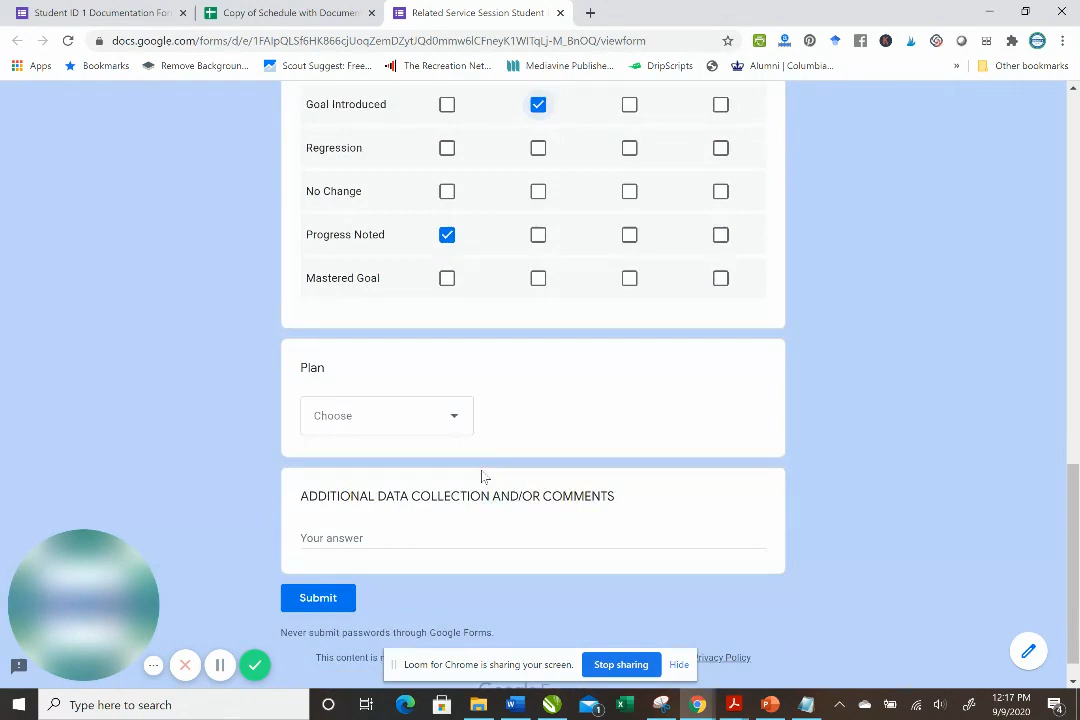 Student ID 1 Documentation For
Copy of Schedule with Document
Related Service Session Student
docs.google.com/forms/d/e/1FAIpQLSf6HK866cjUoqZemDZytJQd0mmw6lCFneyK1WITqLj-M_BnOQ/viewform
Apps
Bookmarks
Remove Backgroun...
Scout Suggest: Free...
The Recreation Net...
Mediavine Publishe...
DripScripts
Alumni | Columbia...
»
Other bookmarks
Goal Introduced
Regression
No Change
Progress Noted
Mastered Goal
Plan
Choose
ADDITIONAL DATA COLLECTION AND/OR COMMENTS
Your answer
Submit
Never submit passwords through Google Forms.
This content is
Privacy Policy
Loom for Chrome is sharing your screen.
Stop sharing
Hide
Type here to search
12:17 PM
9/9/2020